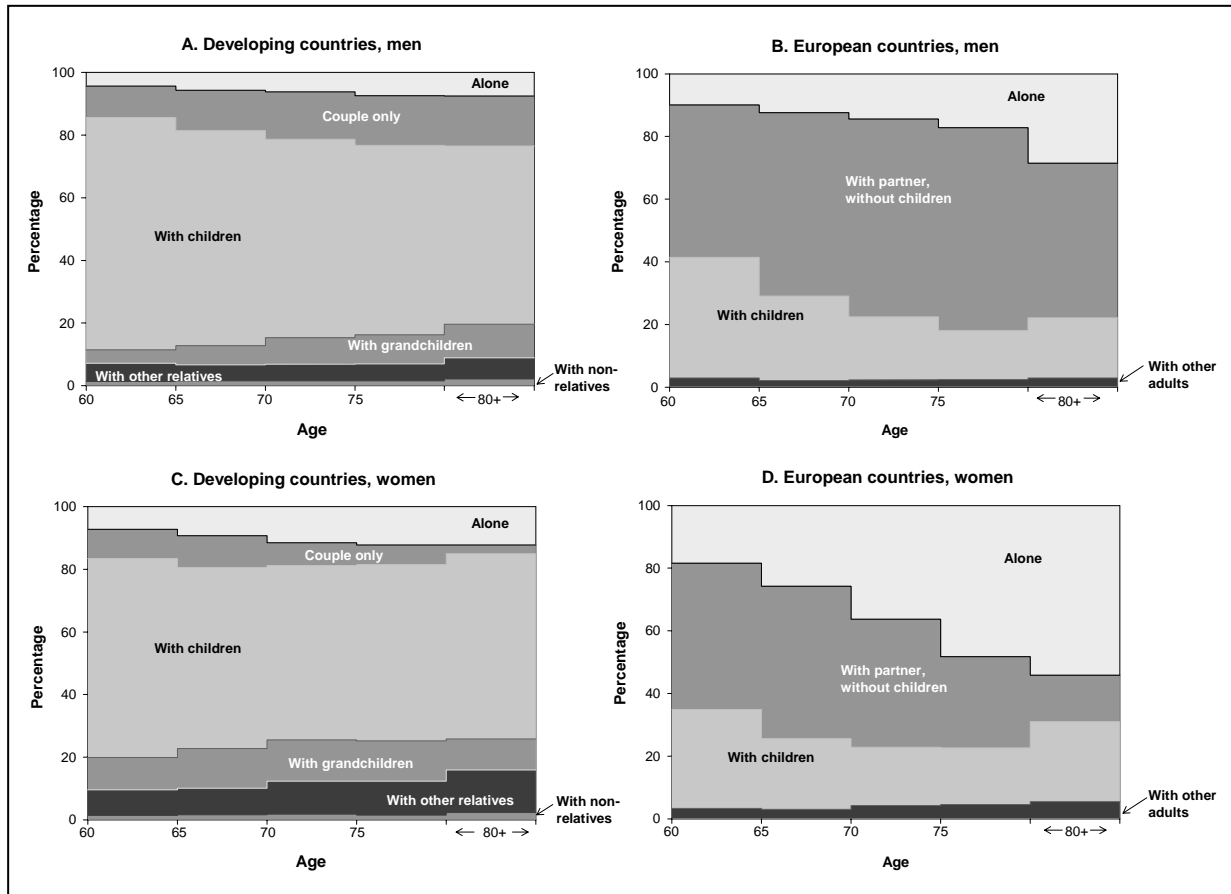 A. Developing countries, men
Percentage
100
80
60
40
20
0
Alone
Couple only
With children
With grandchildren
With other relatives
With non-
relatives
60
65
70
75
80+
Age
B. European countries, men
Percentage
100
80
60
40
20
0
Alone
With partner,
without children
With children
With other
adults
60
65
70
75
80+
Age
C. Developing countries, women
Percentage
100
80
60
40
20
0
Alone
Couple only
With children
With grandchildren
With other relatives
With non-
relatives
60
65
70
75
80+
Age
D. European countries, women
Percentage
100
80
60
40
20
0
Alone
With partner,
without children
With children
With other
adults
60
65
70
75
80+
Age